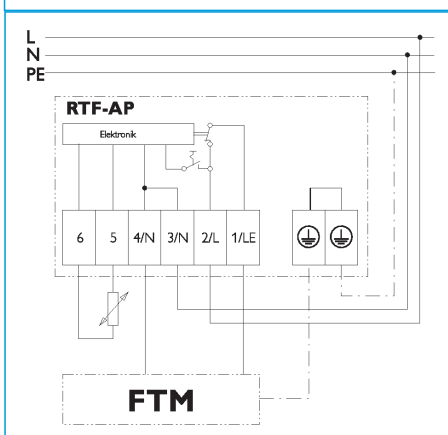 L
N
PE
RTF-AP
Elektronik
6 5 4/N 3/N 2/L 1/LE
FTM